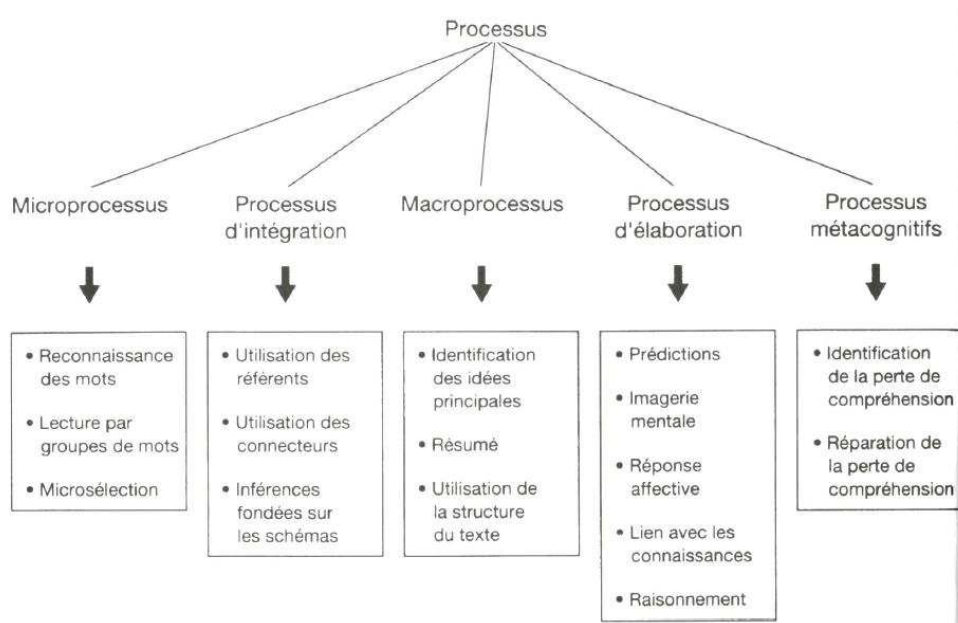 Processus
Microprocessus
Processus
d'intégration
Macroprocessus
Processus
d'élaboration
Processus
métacognitifs
• Reconnaissance
des mots
• Lecture par
groupes de mots
• Microsélection
• Utilisation des
référents
• Utilisation des
connecteurs
• Inférences
fondées sur
les schémas
• Identification
des idées
principales
• Résumé
• Utilisation de
la structure
du texte
• Prédictions
• Imagerie
mentale
• Réponse
affective
• Lien avec les
connaissances
• Raisonnement
• Identification
de la perte de
compréhension
• Réparation de
la perte de
compréhension